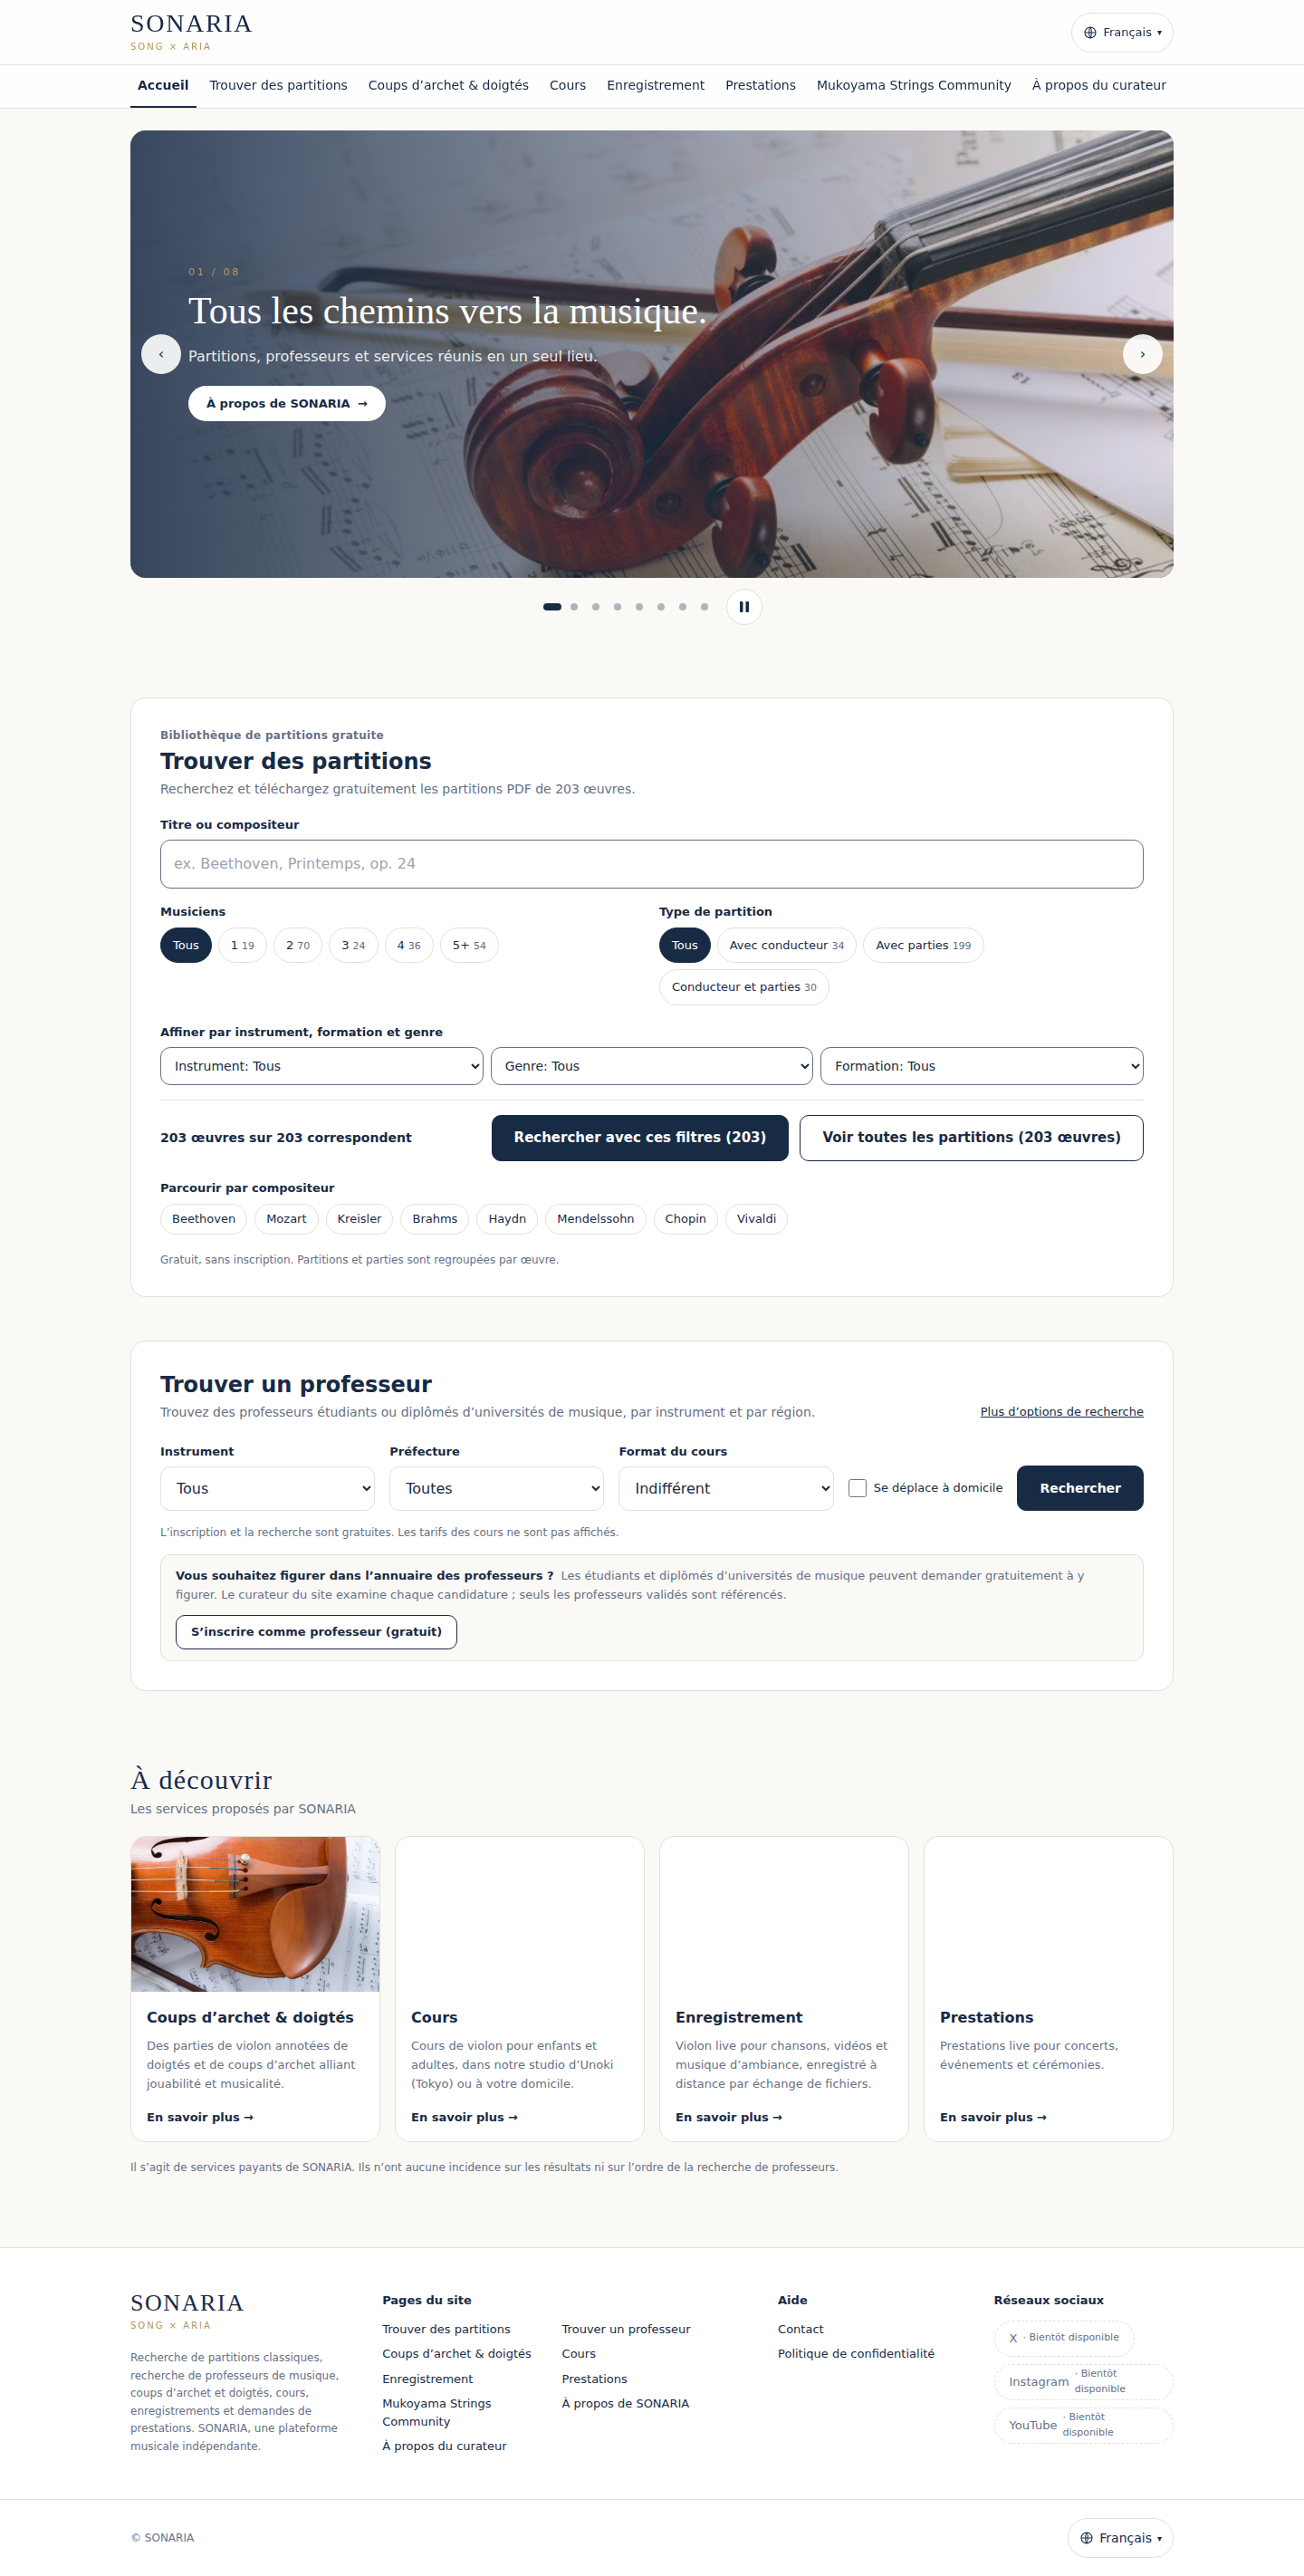 SONARIA
SONG × ARIA
Français ▾
Accueil
Trouver des partitions
Coups d’archet & doigtés
Cours
Enregistrement
Prestations
Mukoyama Strings Community
À propos du curateur
01 / 08
Tous les chemins vers la musique.
Partitions, professeurs et services réunis en un seul lieu.
À propos de SONARIA →
Bibliothèque de partitions gratuite
Trouver des partitions
Recherchez et téléchargez gratuitement les partitions PDF de 203 œuvres.
Titre ou compositeur
ex. Beethoven, Printemps, op. 24
Musiciens
Tous
1 19
2 70
3 24
4 36
5+ 54
Type de partition
Tous
Avec conducteur 34
Avec parties 199
Conducteur et parties 30
Affiner par instrument, formation et genre
Instrument: Tous
Genre: Tous
Formation: Tous
203 œuvres sur 203 correspondent
Rechercher avec ces filtres (203)
Voir toutes les partitions (203 œuvres)
Parcourir par compositeur
Beethoven
Mozart
Kreisler
Brahms
Haydn
Mendelssohn
Chopin
Vivaldi
Gratuit, sans inscription. Partitions et parties sont regroupées par œuvre.
Trouver un professeur
Trouvez des professeurs étudiants ou diplômés d’universités de musique, par instrument et par région.
Plus d’options de recherche
Instrument
Tous
Préfecture
Toutes
Format du cours
Indifférent
Se déplace à domicile
Rechercher
L’inscription et la recherche sont gratuites. Les tarifs des cours ne sont pas affichés.
Vous souhaitez figurer dans l’annuaire des professeurs ? Les étudiants et diplômés d’universités de musique peuvent demander gratuitement à y
figurer. Le curateur du site examine chaque candidature ; seuls les professeurs validés sont référencés.
S’inscrire comme professeur (gratuit)
À découvrir
Les services proposés par SONARIA
Coups d’archet & doigtés
Des parties de violon annotées de
doigtés et de coups d’archet alliant
jouabilité et musicalité.
En savoir plus →
Cours
Cours de violon pour enfants et
adultes, dans notre studio d’Unoki
(Tokyo) ou à votre domicile.
En savoir plus →
Enregistrement
Violon live pour chansons, vidéos et
musique d’ambiance, enregistré à
distance par échange de fichiers.
En savoir plus →
Prestations
Prestations live pour concerts,
événements et cérémonies.
En savoir plus →
Il s’agit de services payants de SONARIA. Ils n’ont aucune incidence sur les résultats ni sur l’ordre de la recherche de professeurs.
SONARIA
SONG × ARIA
Recherche de partitions classiques,
recherche de professeurs de musique,
coups d’archet et doigtés, cours,
enregistrements et demandes de
prestations. SONARIA, une plateforme
musicale indépendante.
Pages du site
Trouver des partitions
Trouver un professeur
Coups d’archet & doigtés
Cours
Enregistrement
Prestations
Mukoyama Strings
Community
À propos de SONARIA
À propos du curateur
Aide
Contact
Politique de confidentialité
Réseaux sociaux
X · Bientôt disponible
Instagram · Bientôt
disponible
YouTube · Bientôt
disponible
© SONARIA
Français ▾